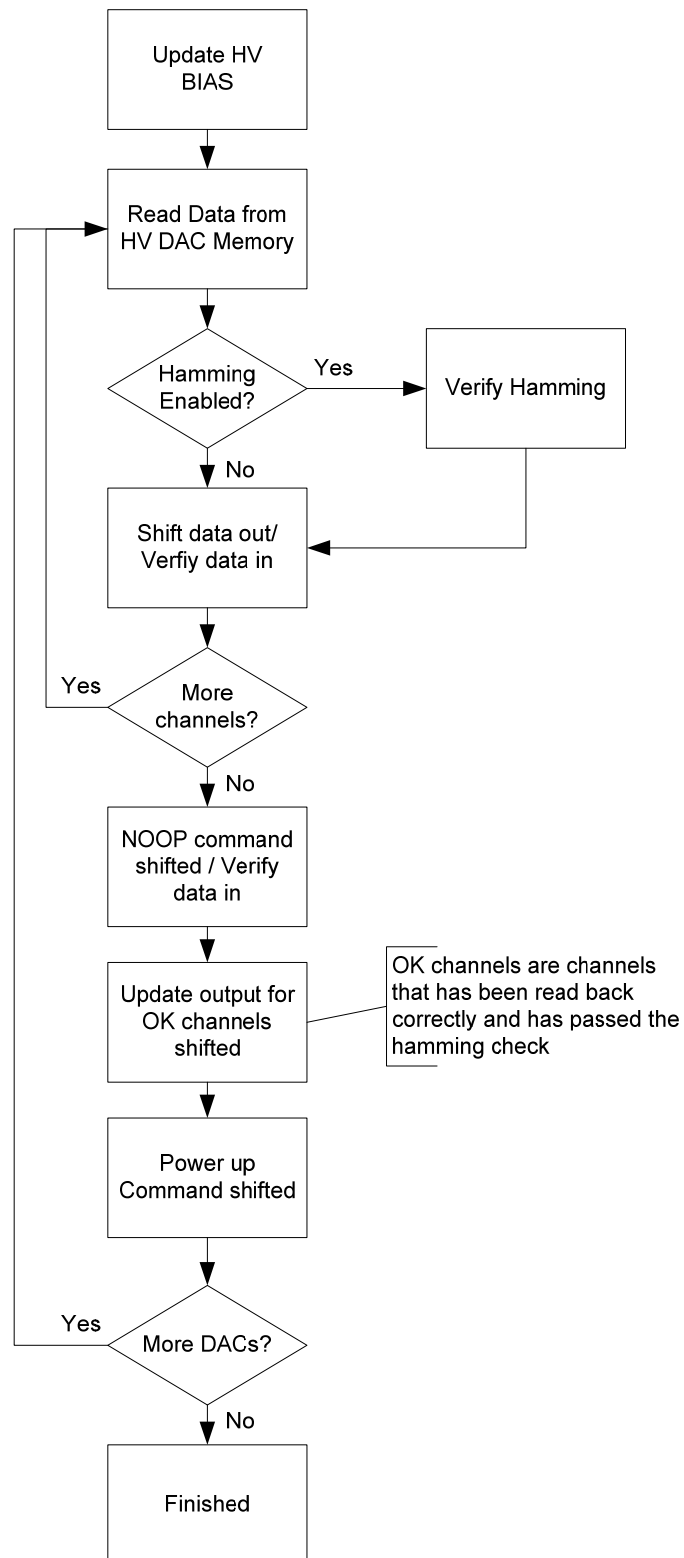 Update HV
BIAS
Read Data from
HV DAC Memory
Hamming
Enabled?
Yes
Verify Hamming
No
Shift data out/
Verfiy data in
Yes
More
channels?
No
NOOP command
shifted / Verify
data in
Update output for
OK channels
shifted
OK channels are channels
that has been read back
correctly and has passed the
hamming check
Power up
Command shifted
Yes
More DACs?
No
Finished